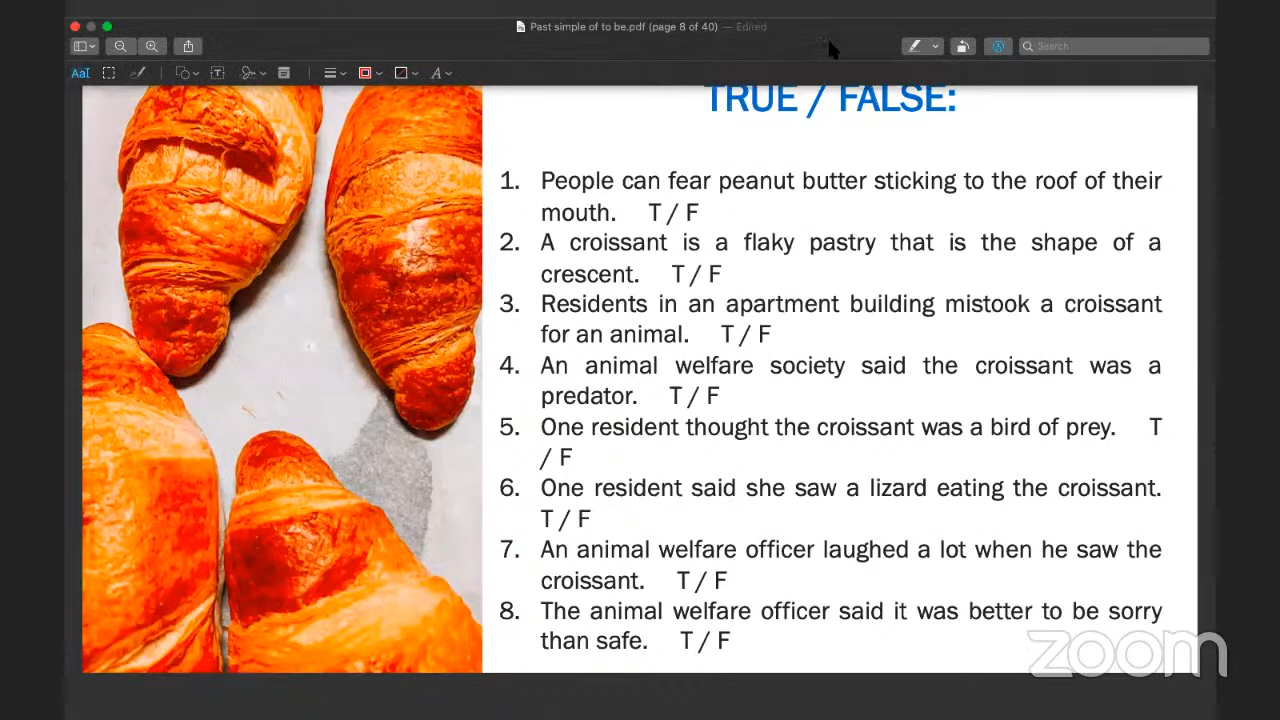 Past simple of to be.pdf (page 8 of 40) — Edited
Search
AaI
T
A
TRUE / FALSE:
1. People can fear peanut butter sticking to the roof of their
mouth. T / F
2. A croissant is a flaky pastry that is the shape of a
crescent. T / F
3. Residents in an apartment building mistook a croissant
for an animal. T / F
4. An animal welfare society said the croissant was a
predator. T / F
5. One resident thought the croissant was a bird of prey. T
/ F
6. One resident said she saw a lizard eating the croissant.
T / F
7. An animal welfare officer laughed a lot when he saw the
croissant. T / F
8. The animal welfare officer said it was better to be sorry
than safe. T / F
zoom